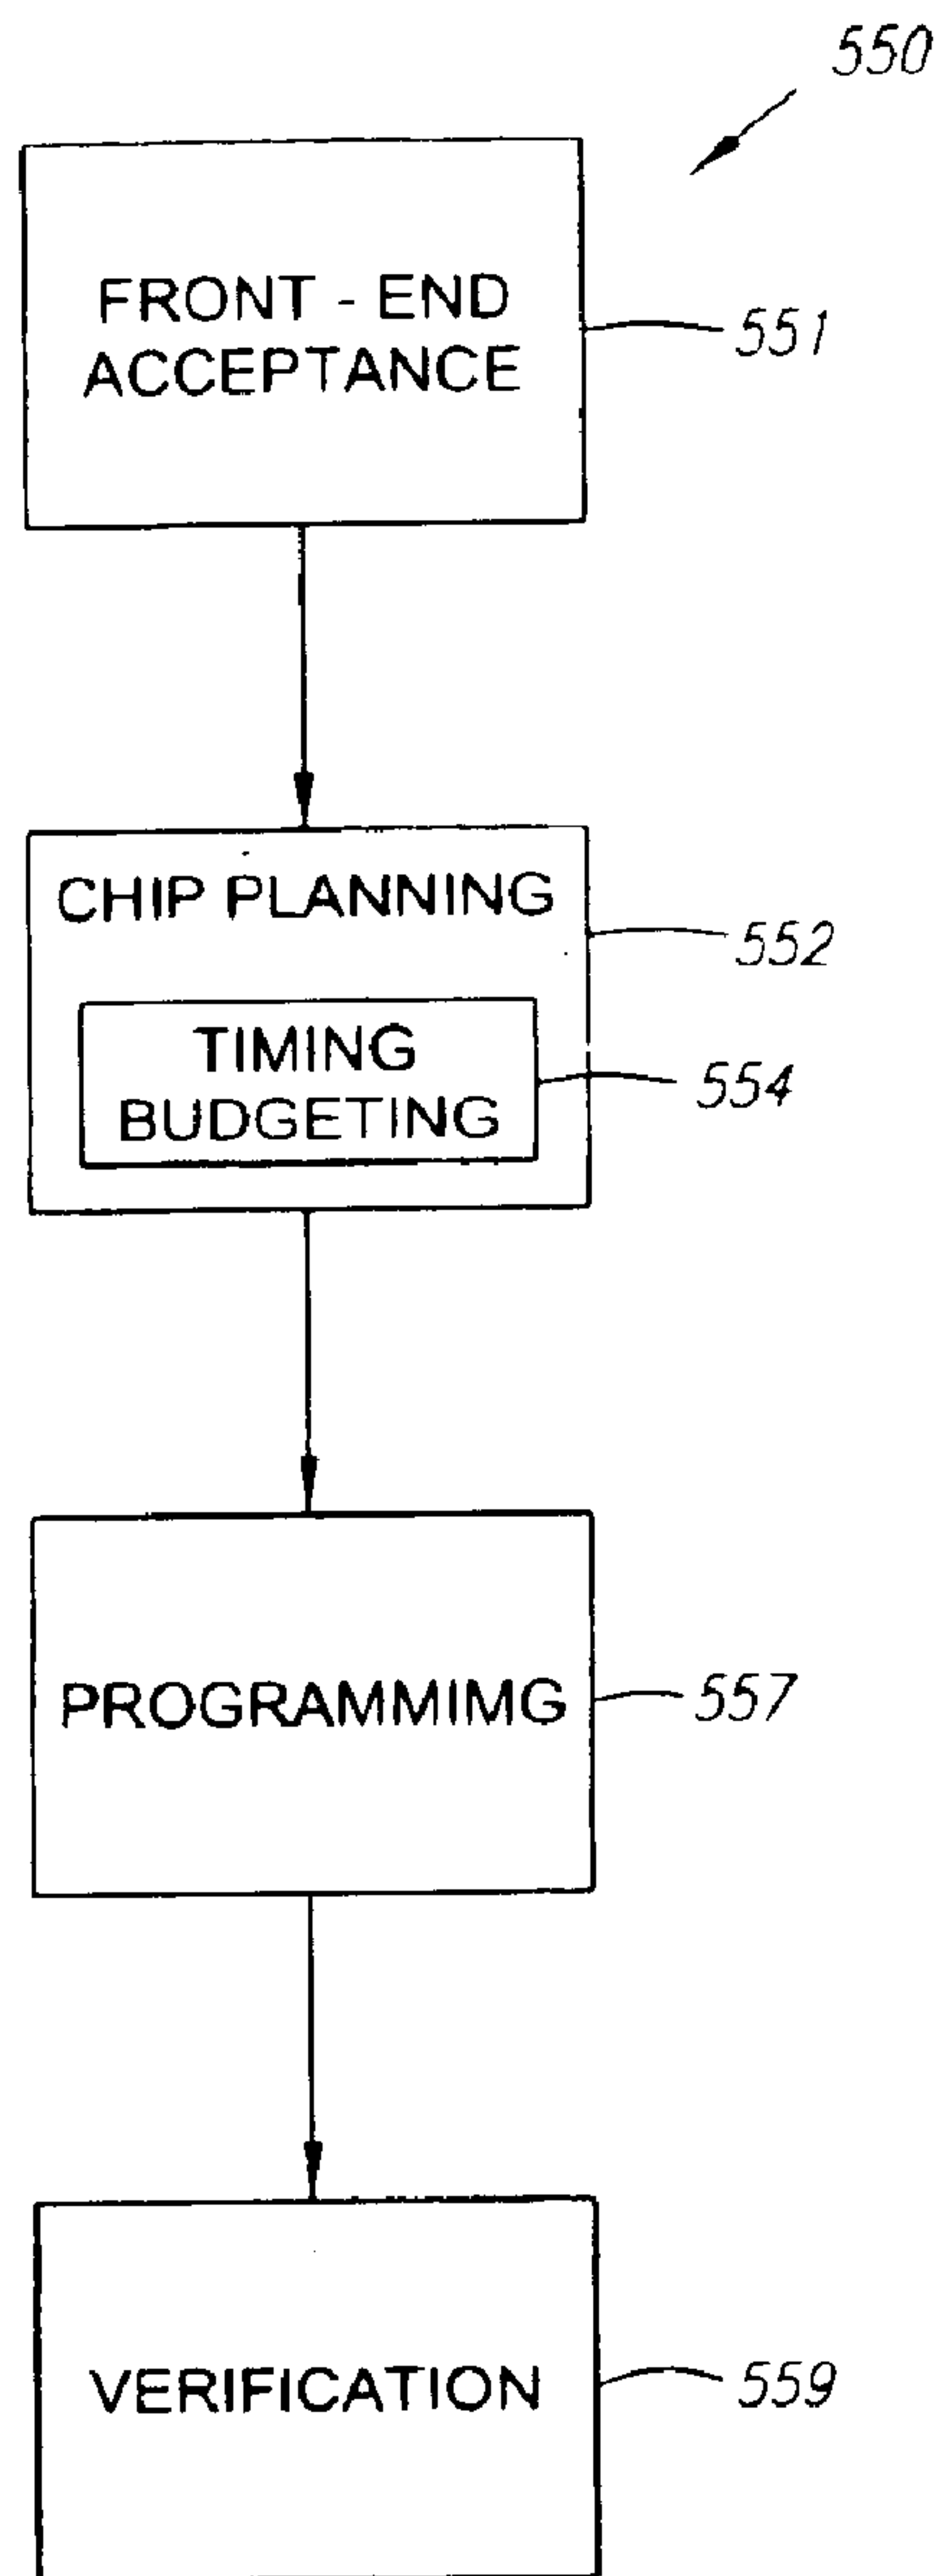 550
FRONT - END
ACCEPTANCE
551
CHIP PLANNING
552
TIMING
BUDGETING
554
PROGRAMMIMG
557
VERIFICATION
559